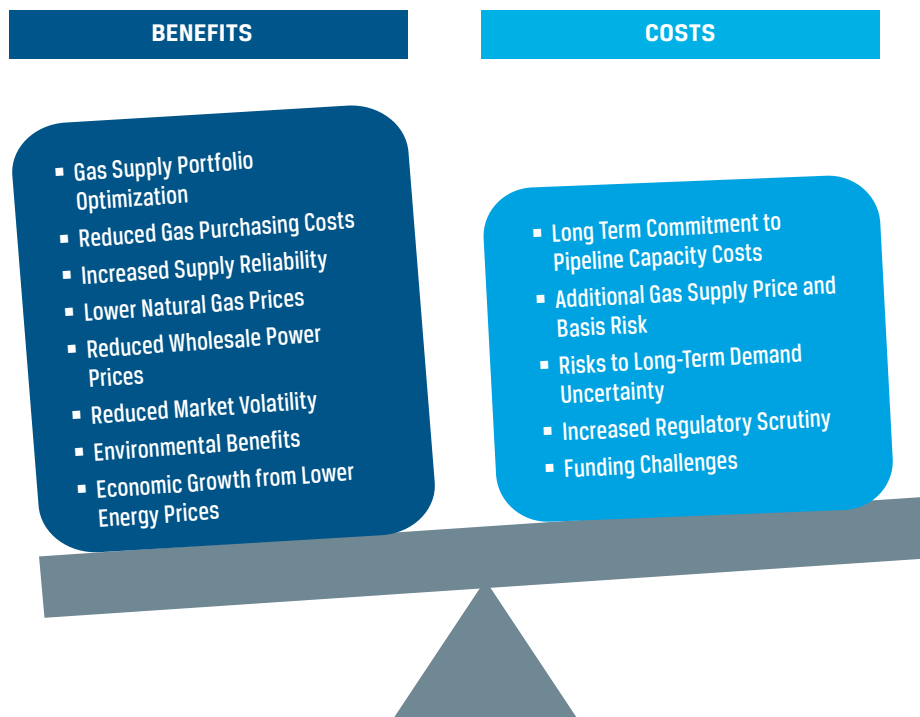 BENEFITS
▪ Gas Supply Portfolio
Optimization
▪ Reduced Gas Purchasing Costs
▪ Increased Supply Reliability
▪ Lower Natural Gas Prices
▪ Reduced Wholesale Power
Prices
▪ Reduced Market Volatility
▪ Environmental Benefits
▪ Economic Growth from Lower
Energy Prices
COSTS
▪ Long Term Commitment to
Pipeline Capacity Costs
▪ Additional Gas Supply Price and
Basis Risk
▪ Risks to Long-Term Demand
Uncertainty
▪ Increased Regulatory Scrutiny
▪ Funding Challenges